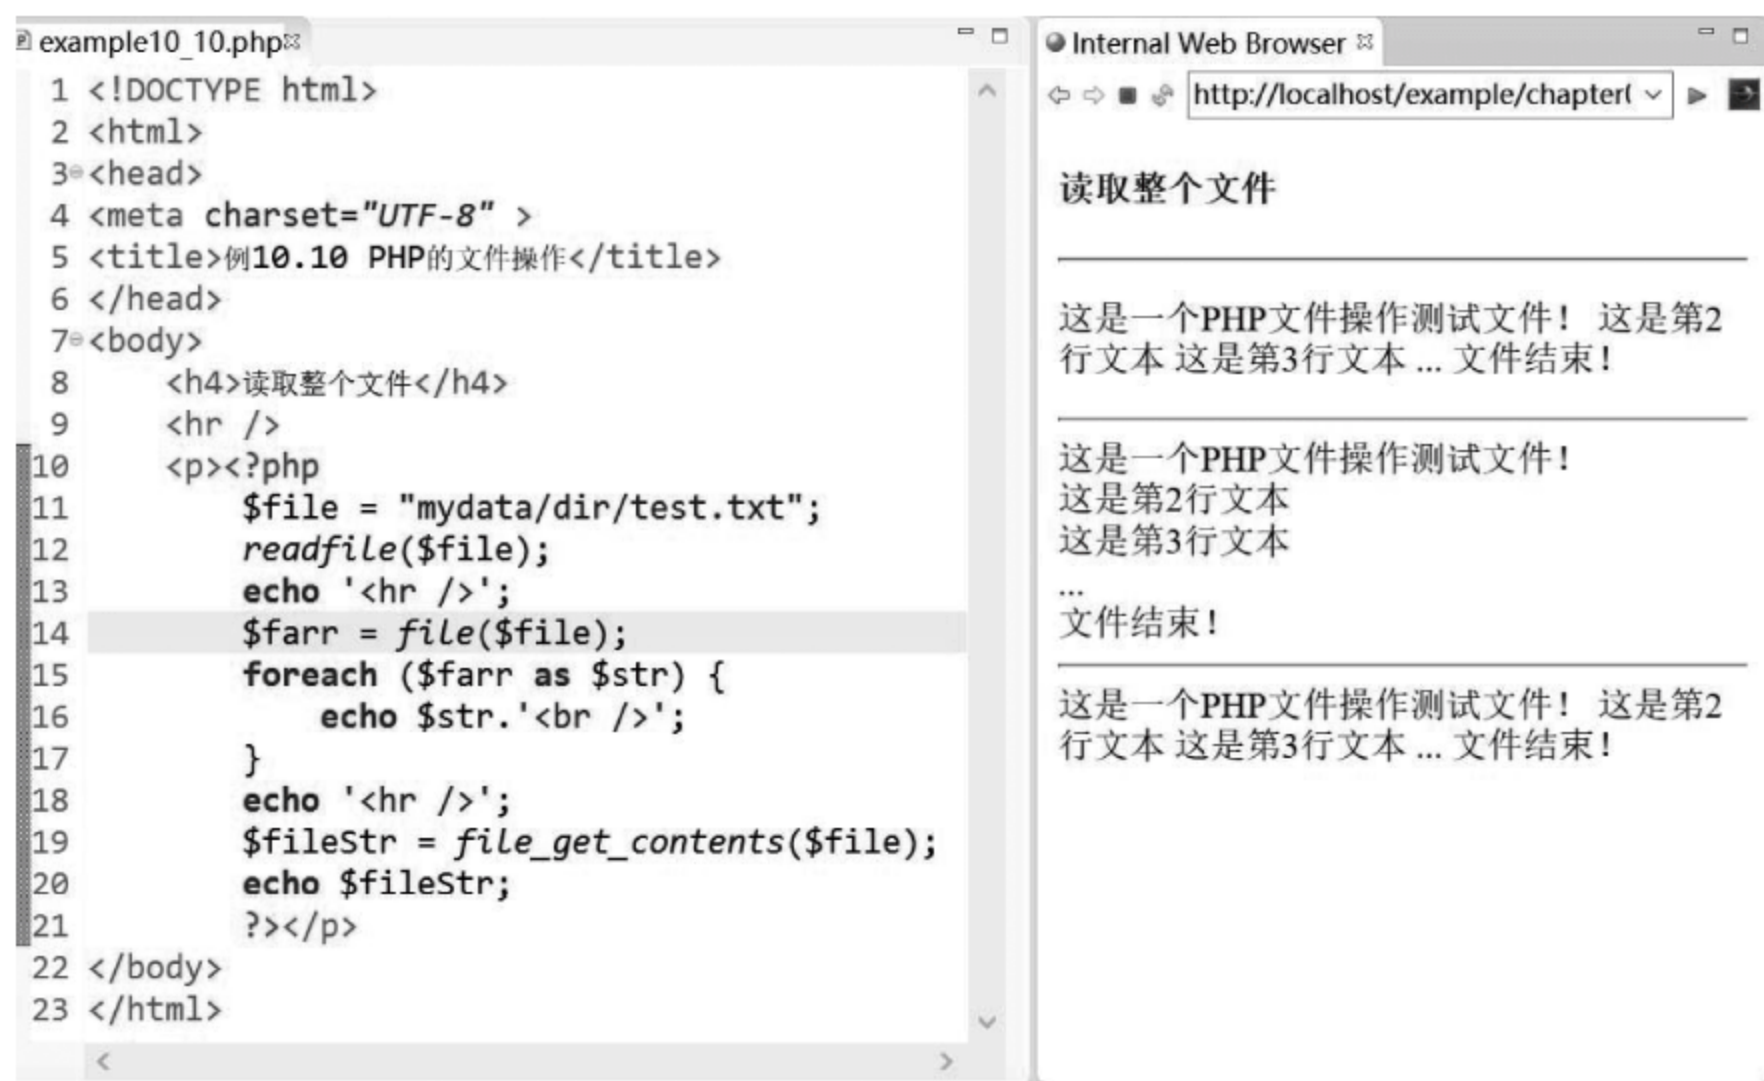 example10_10.php
1 <!DOCTYPE html>
2 <html>
3 <head>
4 <meta charset="UTF-8" >
5 <title>例10.10 PHP的文件操作</title>
6 </head>
7 <body>
8     <h4>读取整个文件</h4>
9     <hr />
10     <p><?php
11         $file = "mydata/dir/test.txt";
12         readfile($file);
13         echo '<hr />';
14         $farr = file($file);
15         foreach ($farr as $str) {
16             echo $str.'<br />';
17         }
18         echo '<hr />';
19         $fileStr = file_get_contents($file);
20         echo $fileStr;
21         ?></p>
22 </body>
23 </html>
Internal Web Browser
http://localhost/example/chapter
读取整个文件
这是一个PHP文件操作测试文件！ 这是第2
行文本 这是第3行文本 ... 文件结束！
这是一个PHP文件操作测试文件！
这是第2行文本
这是第3行文本
...
文件结束！
这是一个PHP文件操作测试文件！ 这是第2
行文本 这是第3行文本 ... 文件结束！